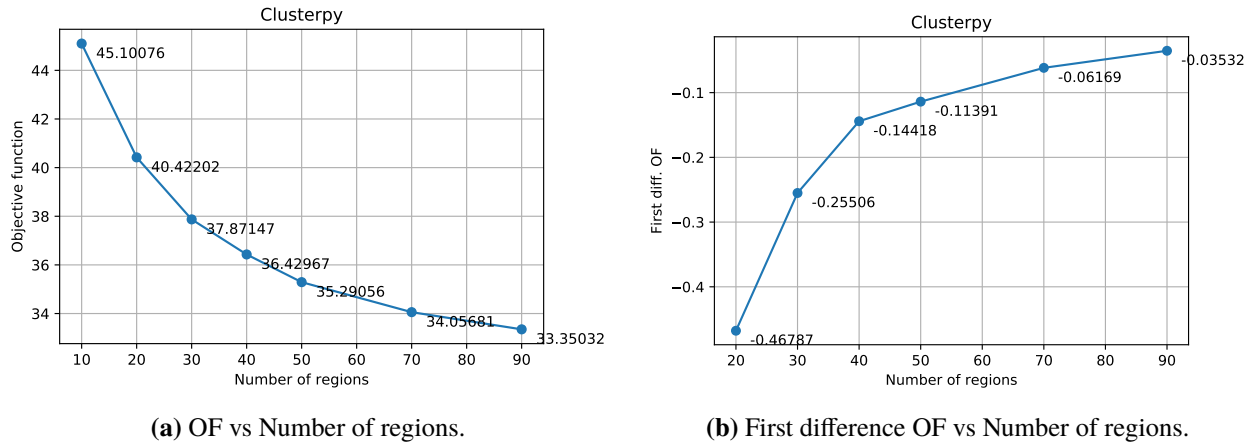 Clusterpy
Objective function
44
42
40
38
36
34
45.10076
40.42202
37.87147
36.42967
35.29056
34.05681
33.35032
10 20 30 40 50 60 70 80 90
Number of regions
(a) OF vs Number of regions.
Clusterpy
First diff. OF
−0.1
−0.2
−0.3
−0.4
-0.46787
-0.25506
-0.14418
-0.11391
-0.06169
-0.03532
20 30 40 50 60 70 80 90
Number of regions
(b) First difference OF vs Number of regions.